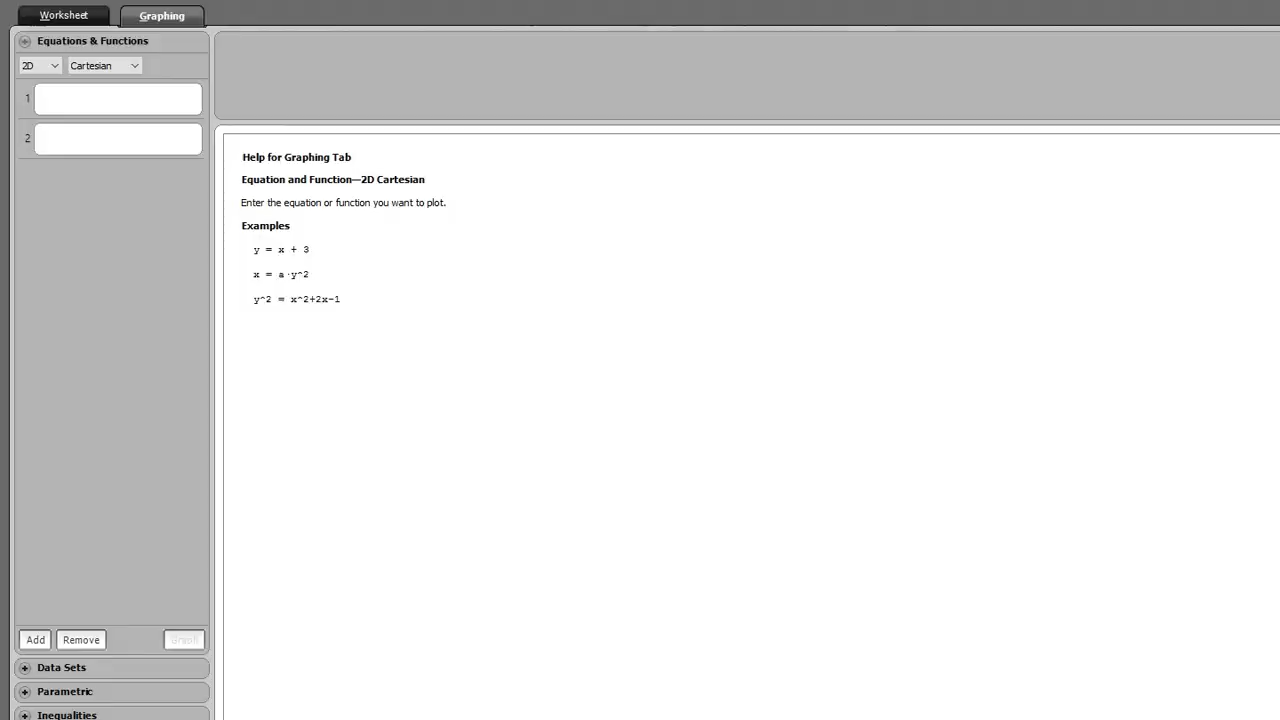 Worksheet
Graphing
Equations & Functions
2D
Cartesian
1
2
Help for Graphing Tab
Equation and Function—2D Cartesian
Enter the equation or function you want to plot.
Examples
y = x + 3
x = a·y^2
y^2 = x^2+2x-1
Add
Remove
Graph
Data Sets
Parametric
Inequalities